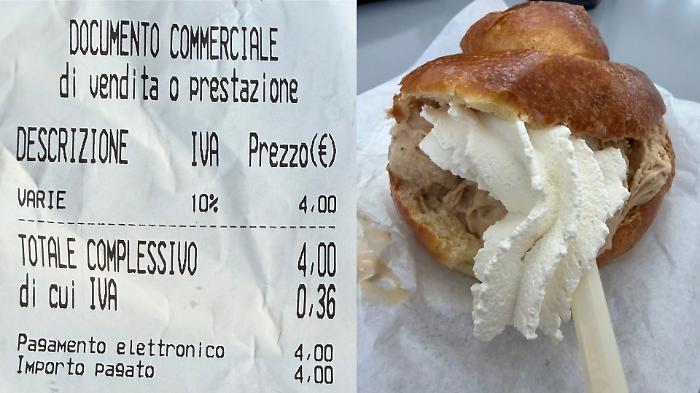 DOCUMENTO COMMERCIALE
di vendita o prestazione
DESCRIZIONE IVA Prezzo(€)
VARIE 10% 4,00
TOTALE COMPLESSIVO 4,00
di cui IVA 0,36
Pagamento elettronico 4,00
Importo pagato 4,00